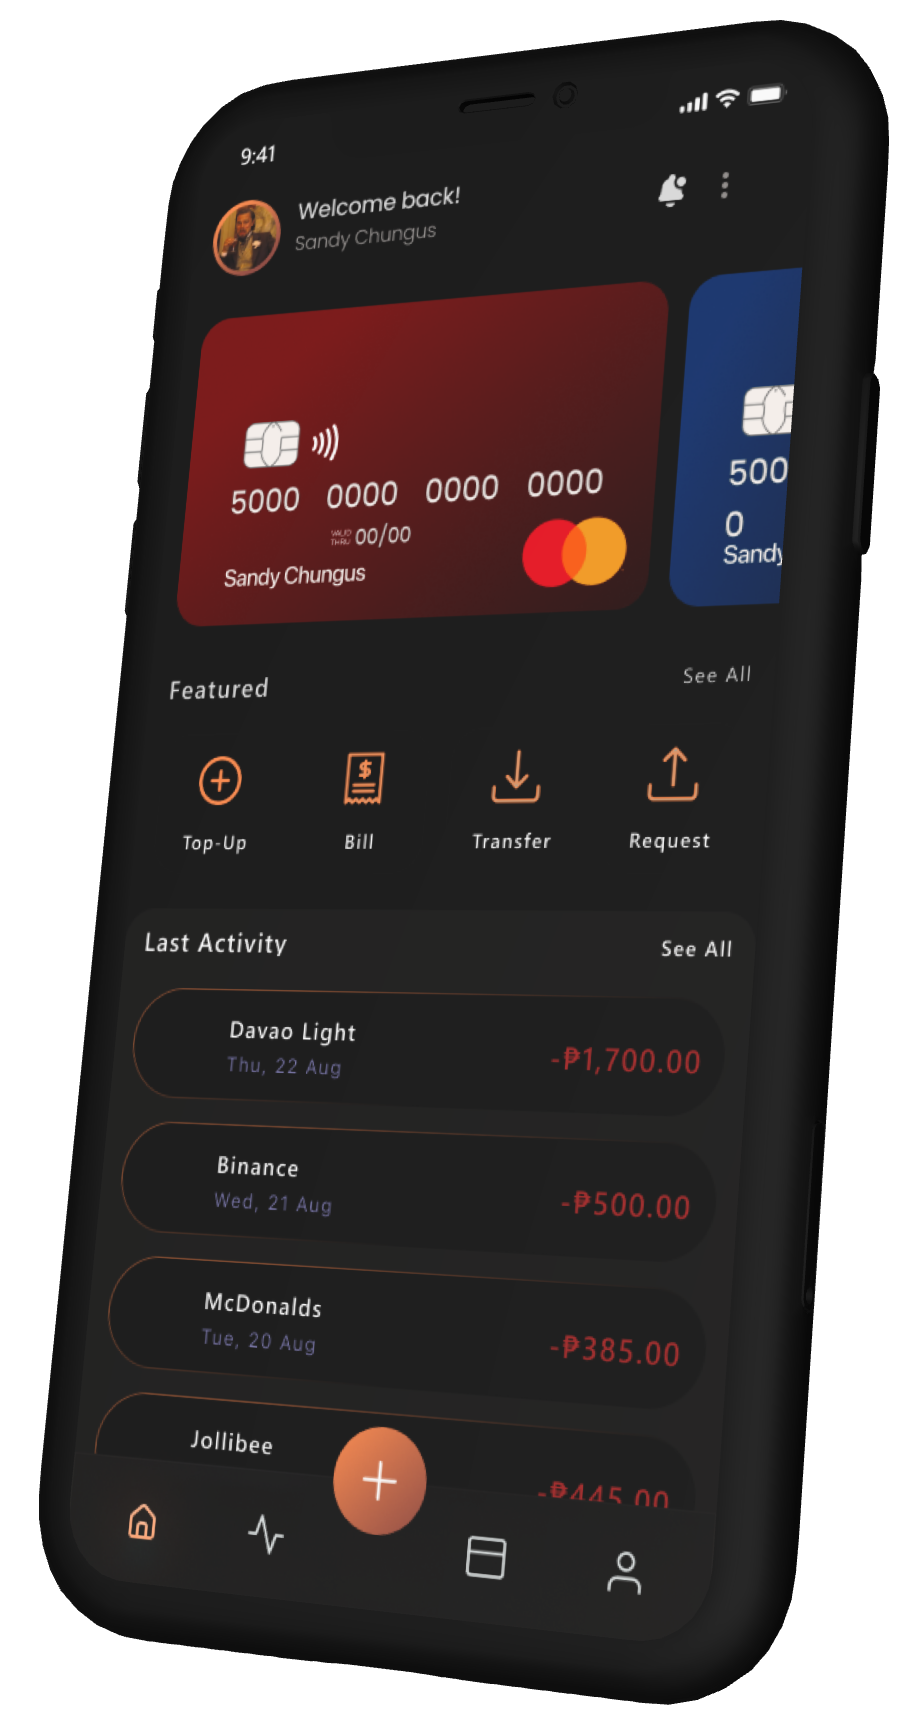 9:41
Welcome back!
Sandy Chungus
5000 0000 0000 0000
VALID THRU 00/00
Sandy Chungus
500
0
Sandy
Featured
See All
Top-Up
Bill
Transfer
Request
Last Activity
See All
Davao Light
Thu, 22 Aug
-₱1,700.00
Binance
Wed, 21 Aug
-₱500.00
McDonalds
Tue, 20 Aug
-₱385.00
Jollibee
-₱445.00